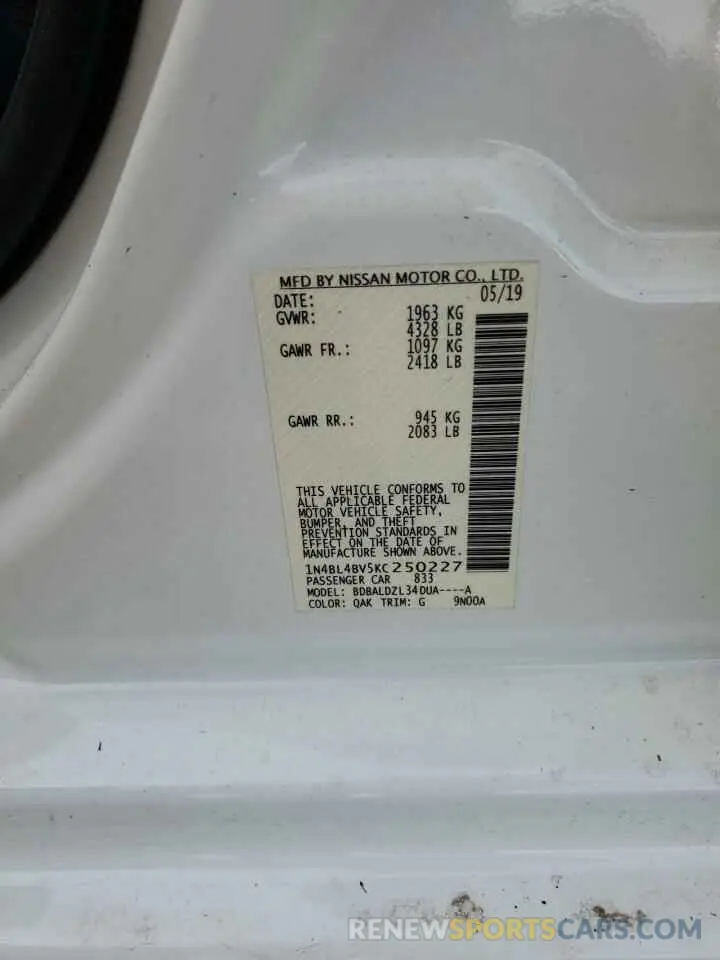 MFD BY NISSAN MOTOR CO., LTD.
DATE: 05/19
GVWR: 1963 KG
4328 LB
GAWR FR.: 1097 KG
2418 LB
GAWR RR.: 945 KG
2083 LB
THIS VEHICLE CONFORMS TO
ALL APPLICABLE FEDERAL
MOTOR VEHICLE SAFETY,
BUMPER, AND THEFT
PREVENTION STANDARDS IN
EFFECT ON THE DATE OF
MANUFACTURE SHOWN ABOVE.
1N4BL4BV5KC250227
PASSENGER CAR 833
MODEL: BDBALDZL34DUA----A
COLOR: QAK TRIM: G 9N00A
RENEWSPORTSCARS.COM